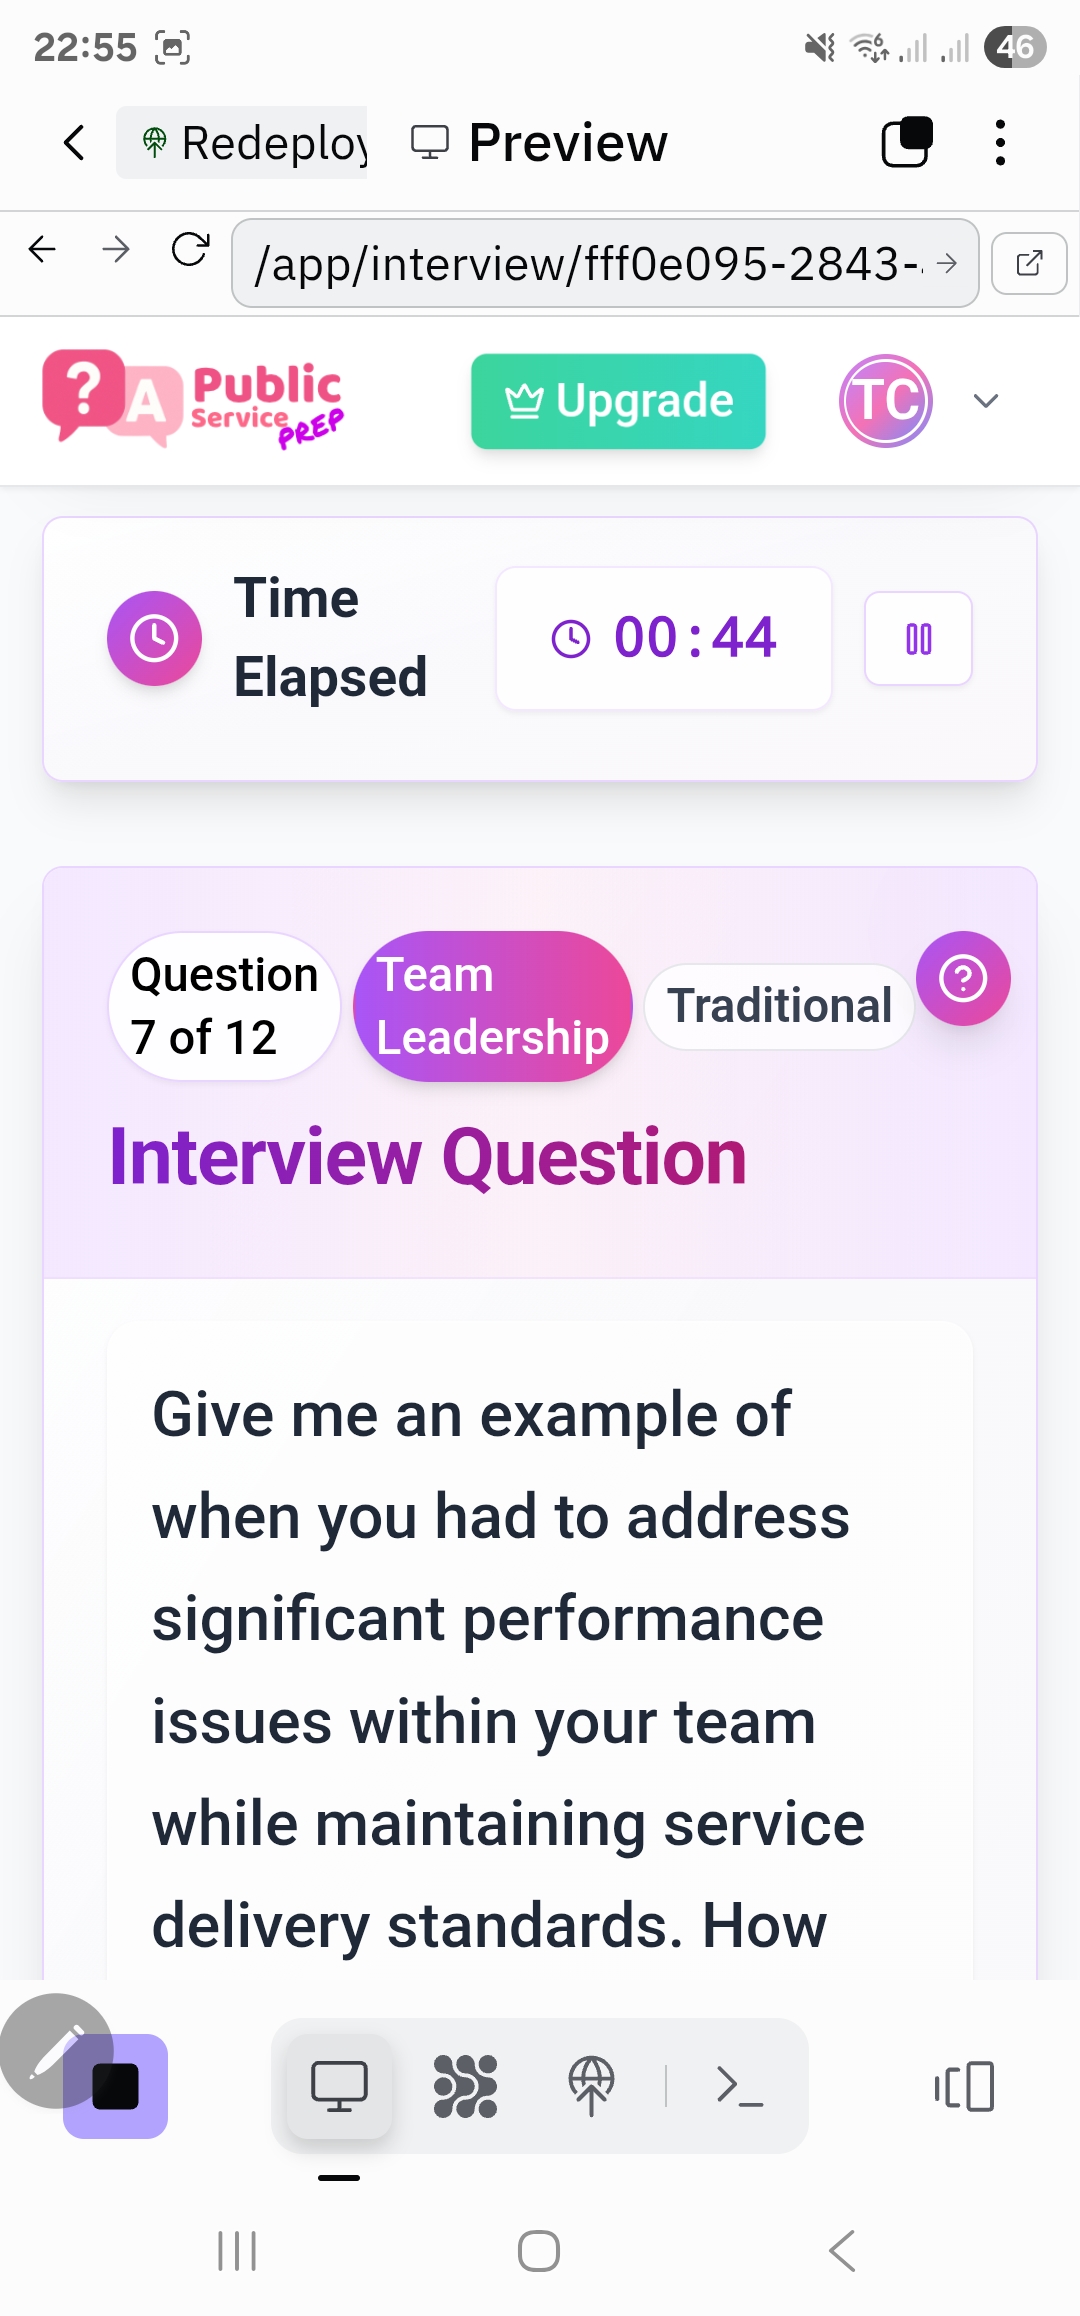 22:55
46
Redeploy
Preview
/app/interview/fff0e095-2843-
? A Public Service PREP
Upgrade
TC
Time
Elapsed
00:44
Question
7 of 12
Team
Leadership
Traditional
Interview Question
Give me an example of
when you had to address
significant performance
issues within your team
while maintaining service
delivery standards. How